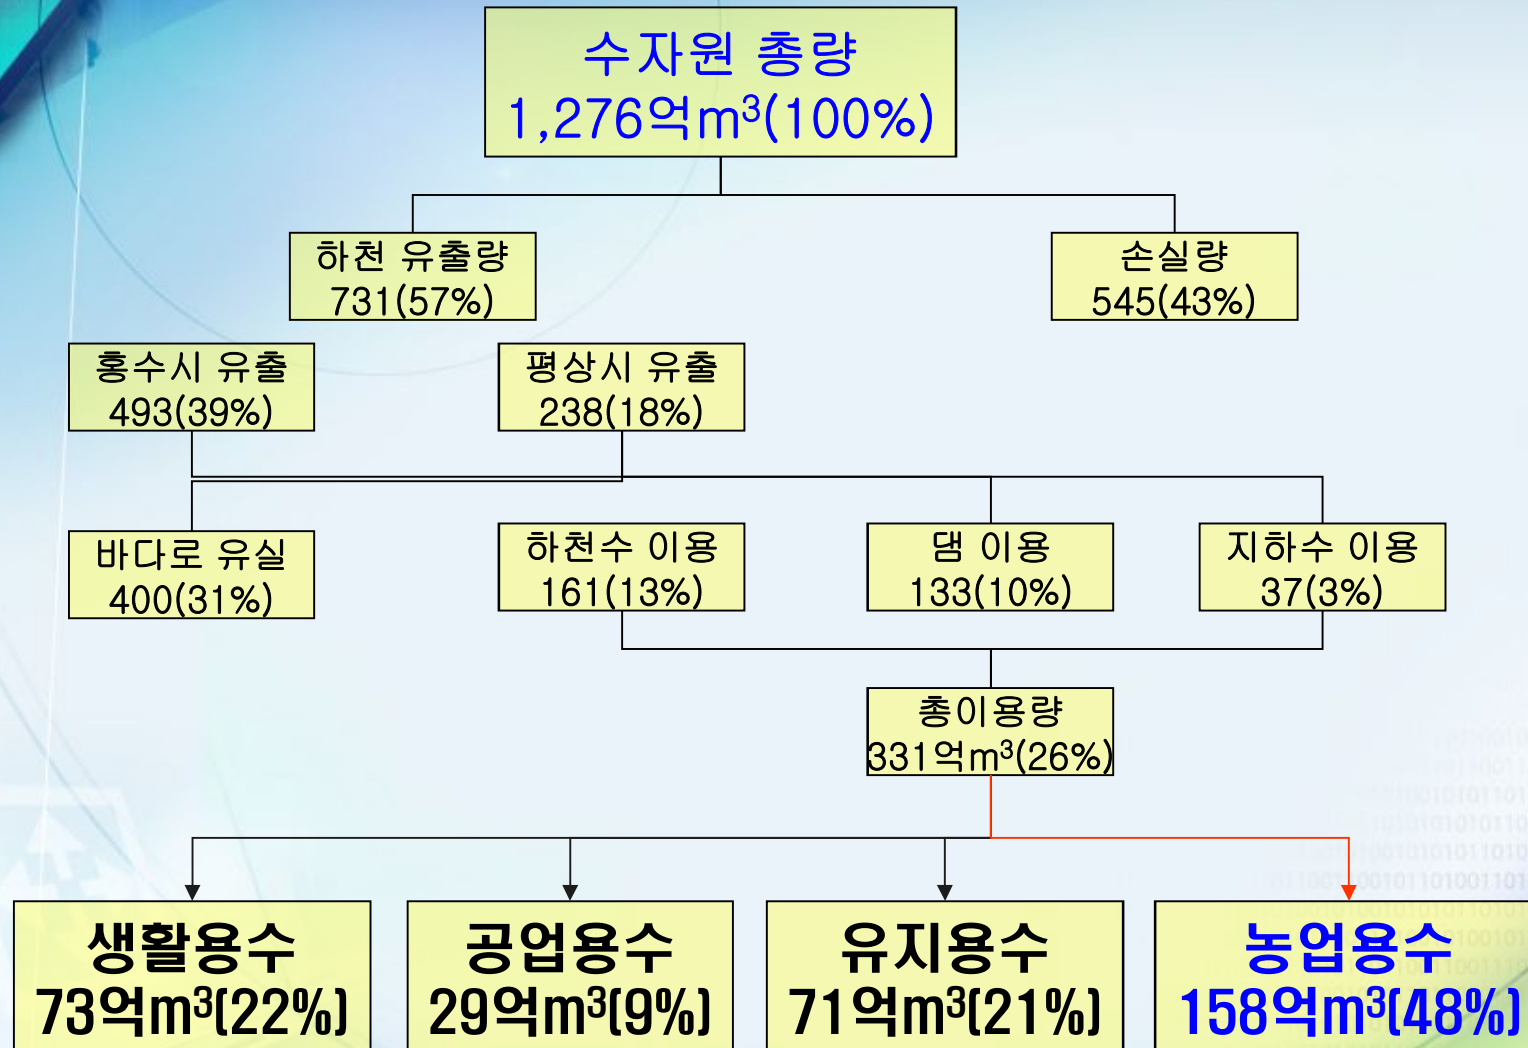 수자원 총량
1,276억m³(100%)
하천 유출량
731(57%)
손실량
545(43%)
홍수시 유출
493(39%)
평상시 유출
238(18%)
바다로 유실
400(31%)
하천수 이용
161(13%)
댐 이용
133(10%)
지하수 이용
37(3%)
총이용량
331억m³(26%)
생활용수
73억m³(22%)
공업용수
29억m³(9%)
유지용수
71억m³(21%)
농업용수
158억m³(48%)